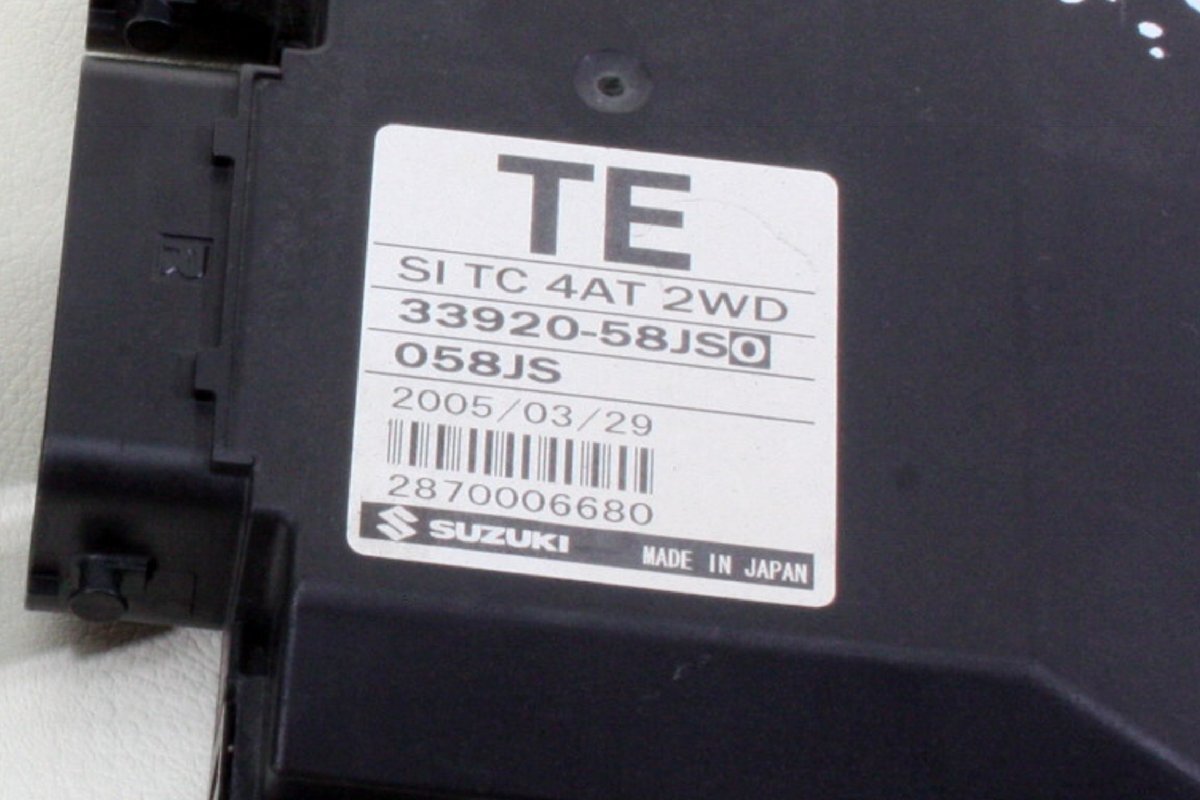 TE
SI TC 4AT 2WD
33920-58JS0
058JS
2005/03/29
2870006680
SUZUKI MADE IN JAPAN
R